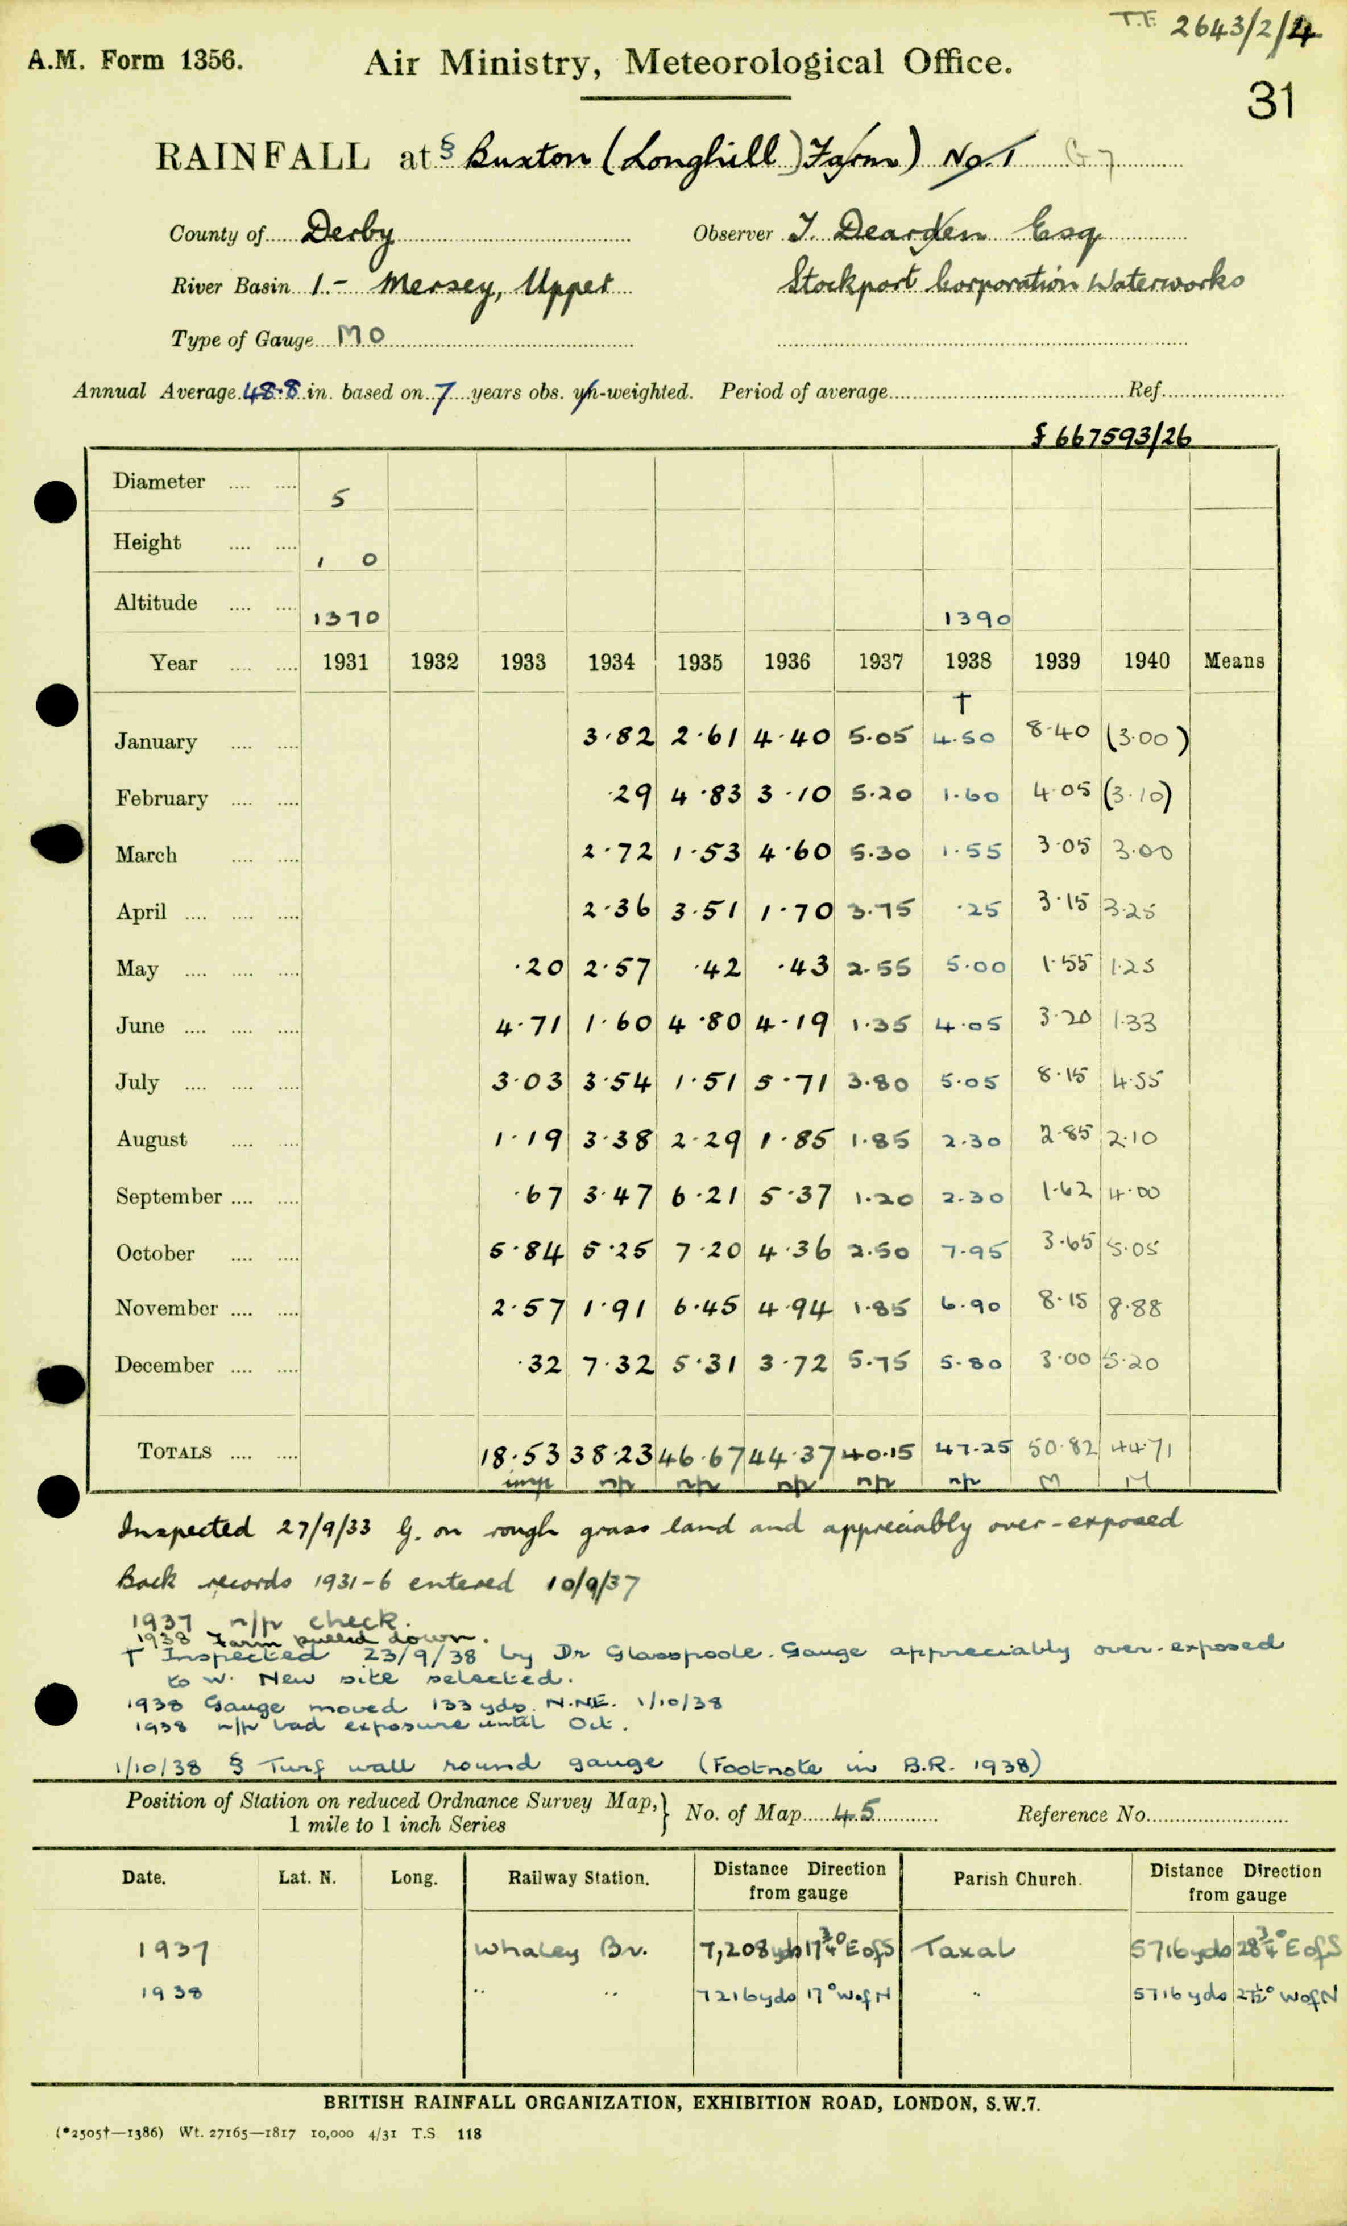 T.F. 2643/2/4
A.M. Form 1356. Air Ministry, Meteorological Office.
31
RAINFALL at § Buxton (Longhill) Farm) No. 1 G7
County of Derby Observer T. Dearden Esq
River Basin 1.- Mersey, Upper Stockport Corporation Waterworks
Type of Gauge MO
Annual Average 48.8 in. based on 7 years obs. un-weighted. Period of average Ref.
§ 667593/26
Diameter 5
Height 1 0
Altitude 1370 1390
Year 1931 1932 1933 1934 1935 1936 1937 1938 1939 1940 Means
†
January 3.82 2.61 4.40 5.05 4.50 8.40 (3.00)
February .29 4.83 3.10 5.20 1.60 4.05 (3.10)
March 2.72 1.53 4.60 5.30 1.55 3.05 3.00
April 2.36 3.51 1.70 3.75 .25 3.15 3.25
May .20 2.57 .42 .43 2.55 5.00 1.55 1.25
June 4.71 1.60 4.80 4.19 1.35 4.05 3.20 1.33
July 3.03 3.54 1.51 5.71 3.80 5.05 8.15 4.55
August 1.19 3.38 2.29 1.85 1.85 2.30 2.85 2.10
September .67 3.47 6.21 5.37 1.20 2.30 1.62 4.00
October 5.84 5.25 7.20 4.36 2.50 7.95 3.65 5.05
November 2.57 1.91 6.45 4.94 1.85 6.90 8.15 8.88
December .32 7.32 5.31 3.72 5.75 5.80 3.00 5.20
TOTALS 18.53 38.23 46.67 44.37 40.15 47.25 50.82 44.71
imp n/p n/p n/p n/p n/p M M
Inspected 27/9/33 G. on rough grass land and appreciably over-exposed
Back records 1931-6 entered 10/9/37
1937 n/p check.
1938 Farm pulled down.
† Inspected 23/9/38 by Dr Glasspoole. Gauge appreciably over-exposed
to W. New site selected.
1938 Gauge moved 133 yds. N.NE. 1/10/38
1938 n/p bad exposure until Oct.
1/10/38 § Turf wall round gauge (Footnote in B.R. 1938)
Position of Station on reduced Ordnance Survey Map, 1 mile to 1 inch Series } No. of Map 45 Reference No.
Date. Lat. N. Long. Railway Station. Distance Direction from gauge Parish Church. Distance Direction from gauge
1937 Whaley Br. 7,208 yds 17¾° E of S Taxal 5716 yds 28¾° E of S
1938 " " 7216 yds 17° W of N " 5716 yds 27½° W of N
BRITISH RAINFALL ORGANIZATION, EXHIBITION ROAD, LONDON, S.W.7.
(*2505†—1386) Wt. 27165—1817 10,000 4/31 T.S 118